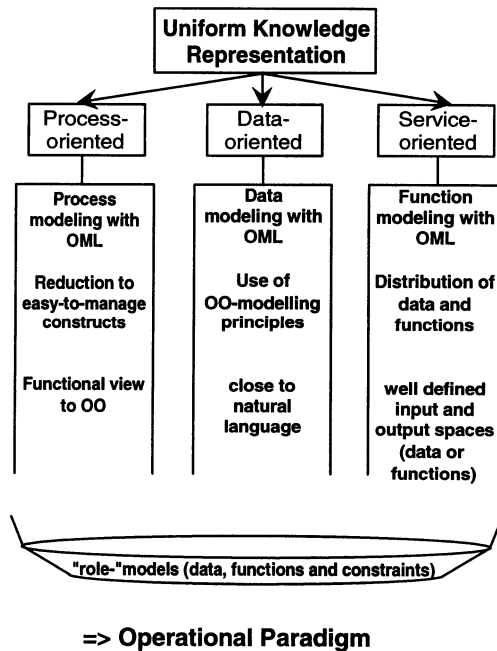 Uniform Knowledge
Representation
Process-
oriented
Data-
oriented
Service-
oriented
Process
modeling with
OML
Reduction to
easy-to-manage
constructs
Functional view
to OO
Data
modeling with
OML
Use of
OO-modelling
principles
close to
natural
language
Function
modeling with
OML
Distribution of
data and
functions
well defined
input and
output spaces
(data or
functions)
"role-"models (data, functions and constraints)
=> Operational Paradigm